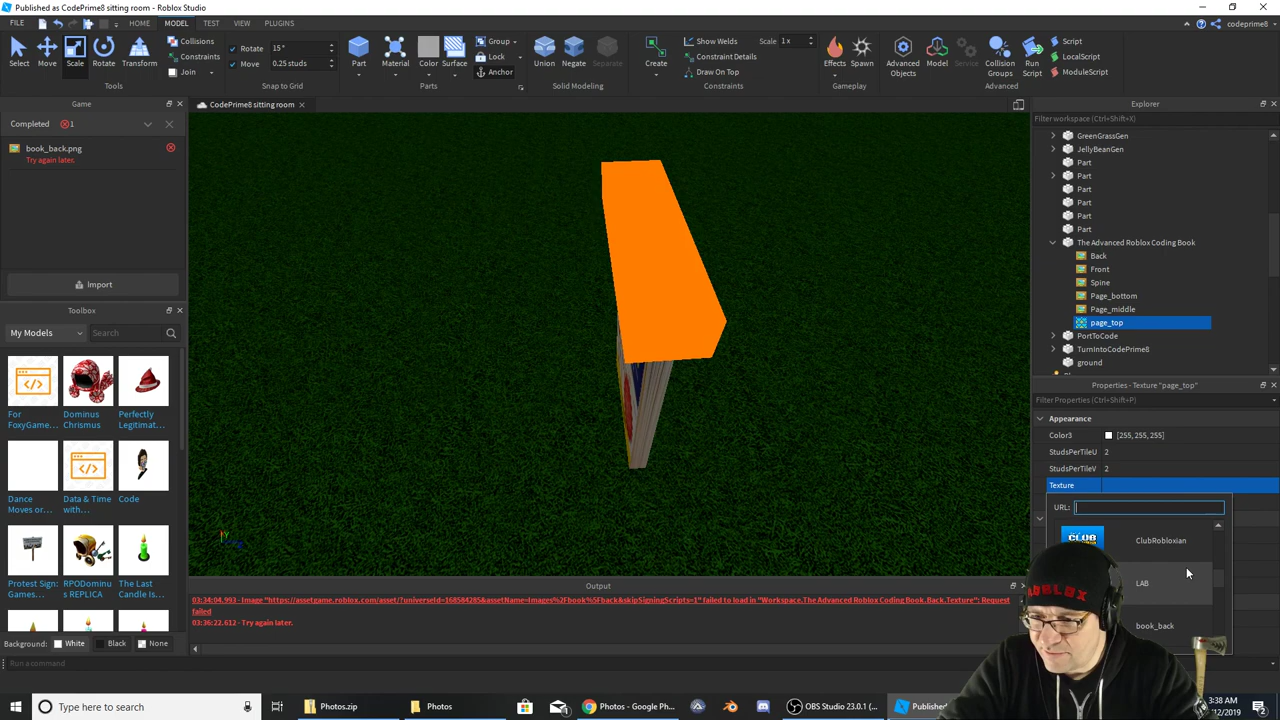 Published as CodePrime8 sitting room - Roblox Studio
FILE
HOME MODEL TEST VIEW PLUGINS
codeprime8
Select Move Scale Rotate Transform
Tools
Collisions
Constraints
Join
Rotate 15°
Move 0.25 studs
Snap to Grid
Part Material Color Surface
Group
Lock
Anchor
Parts
Union Negate Separate
Solid Modeling
Create
Show Welds Scale 1 x
Constraint Details
Draw On Top
Constraints
Effects Spawn
Gameplay
Advanced Objects
Model Service
Collision Groups
Run Script
Script
LocalScript
ModuleScript
Advanced
Game
Completed 1
book_back.png
Try again later.
Import
Toolbox
My Models Search
For FoxyGame...
Dominus Chrismus
Perfectly Legitimat...
Dance Moves or...
Data & Time with...
Code
Protest Sign: Games...
RPODominus REPLICA
The Last Candle Is...
Background: White Black None
Run a command
CodePrime8 sitting room
Output
03:34:04.993 - Image "https://assetgame.roblox.com/asset/?universeId=168584285&assetName=Images%2Fbook%5Fback&skipSigningScripts=1" failed to load in "Workspace.The Advanced Roblox Coding Book.Back.Texture": Request
failed
03:36:22.612 - Try again later.
Explorer
Filter workspace (Ctrl+Shift+X)
GreenGrassGen
JellyBeanGen
Part
Part
Part
Part
Part
Part
The Advanced Roblox Coding Book
Back
Front
Spine
Page_bottom
Page_middle
page_top
PortToCode
TurnIntoCodePrime8
ground
Properties - Texture "page_top"
Filter Properties (Ctrl+Shift+P)
Appearance
Color3 [255, 255, 255]
StudsPerTileU 2
StudsPerTileV 2
Texture
URL:
CLUB
ClubRobloxian
LAB
book_back
ROBLOX
Type here to search
Photos.zip
Photos
Photos - Google Ph...
OBS Studio 23.0.1 (...
Published
3:38 AM
/12/2019